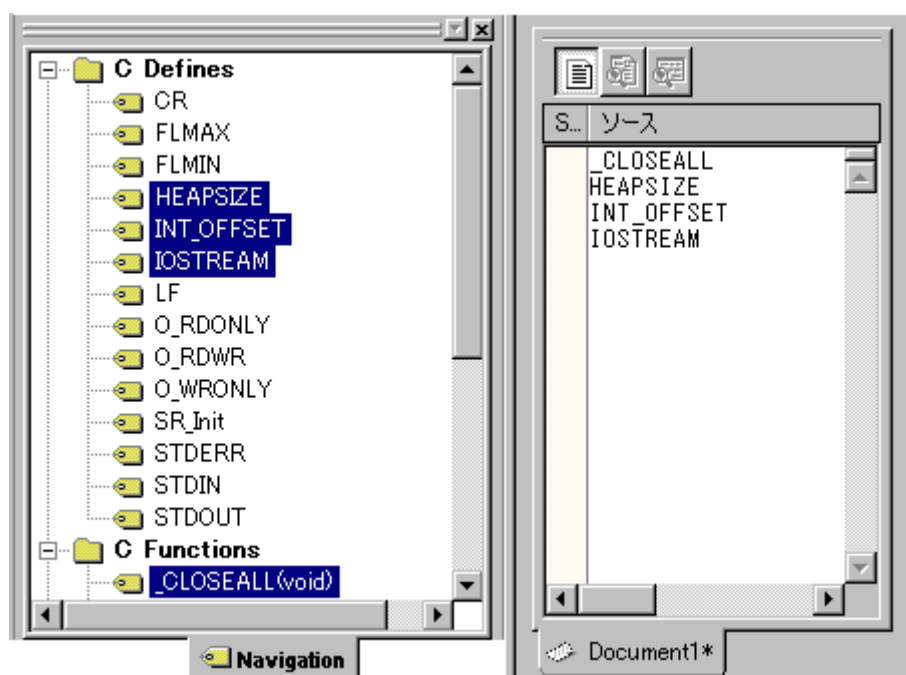 C Defines
CR
FLMAX
FLMIN
HEAPSIZE
INT_OFFSET
IOSTREAM
LF
O_RDONLY
O_RDWR
O_WRONLY
SR_Init
STDERR
STDIN
STDOUT
C Functions
_CLOSEALL(void)
Navigation
S... ソース
_CLOSEALL
HEAPSIZE
INT_OFFSET
IOSTREAM
Document1*